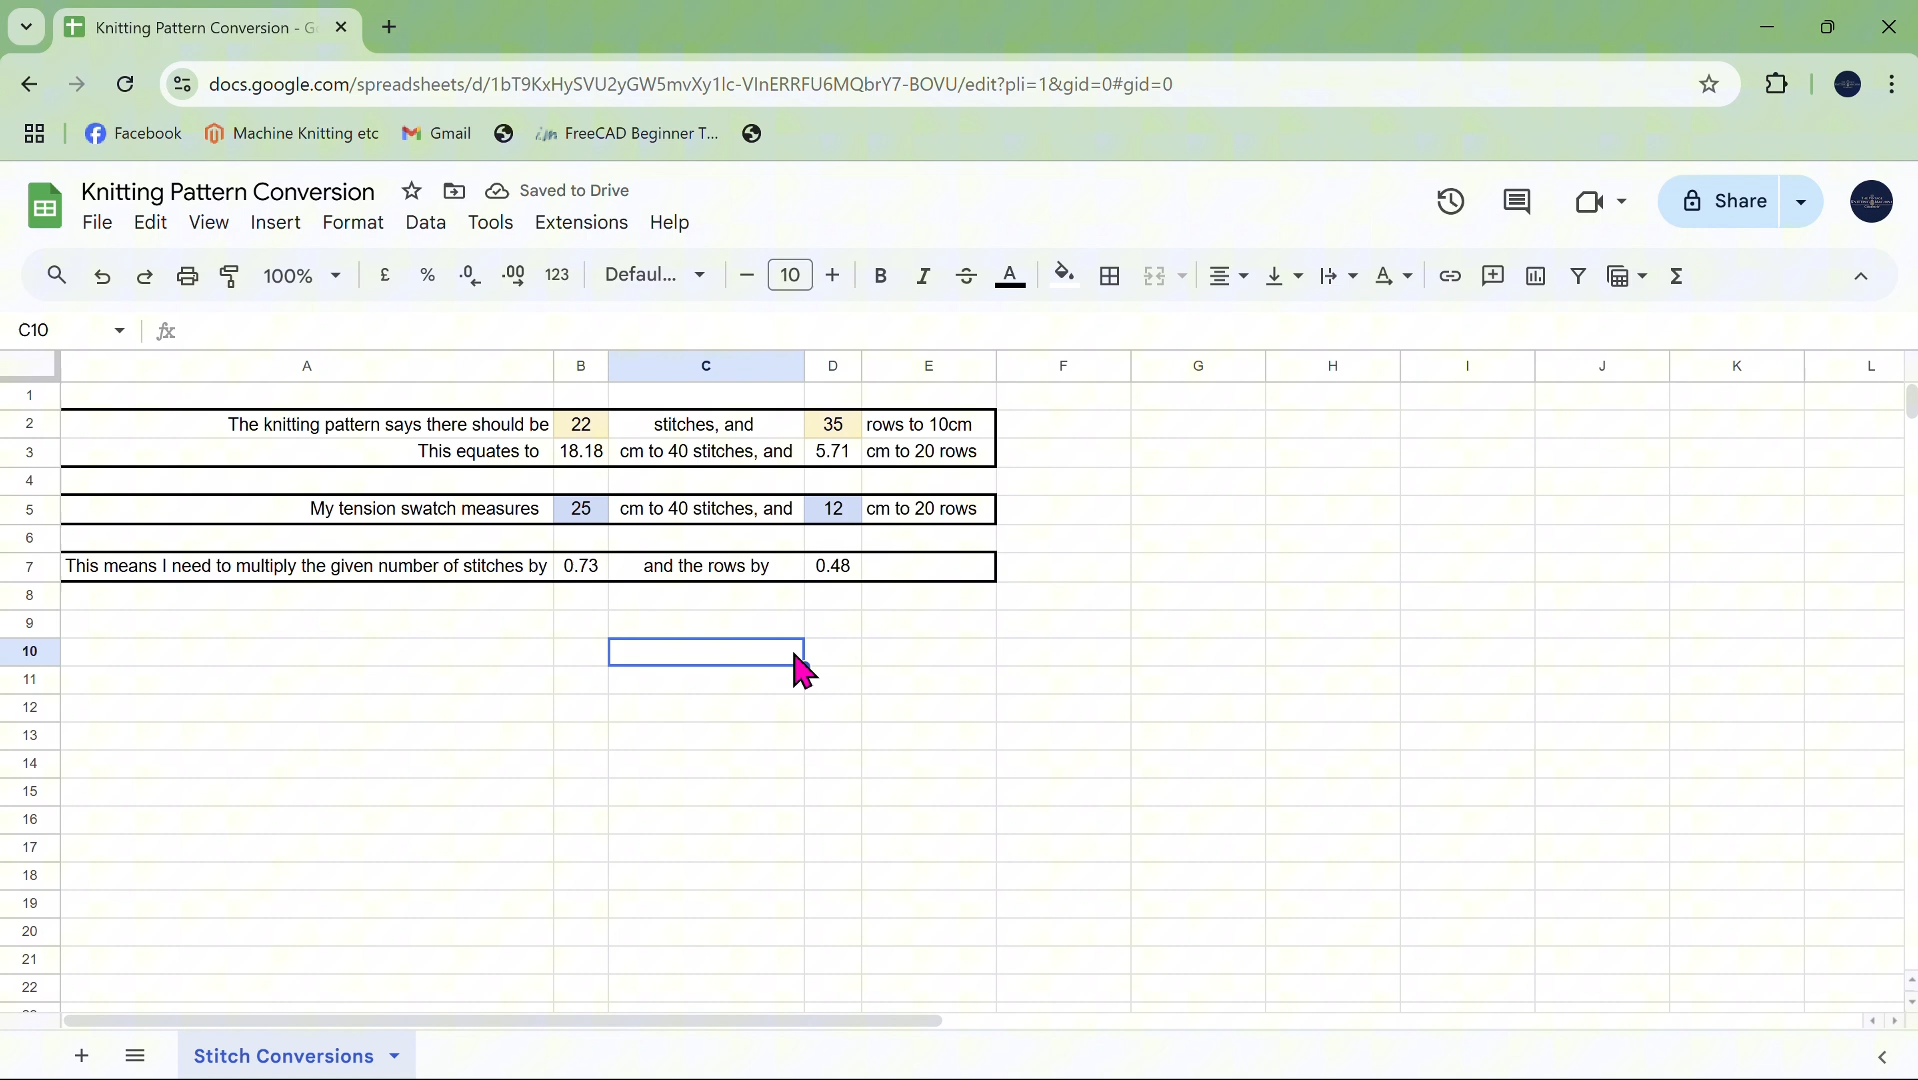 Knitting Pattern Conversion - G
docs.google.com/spreadsheets/d/1bT9KxHySVU2yGW5mvXy1lc-VInERRFU6MQbrY7-BOVU/edit?pli=1&gid=0#gid=0
Facebook Machine Knitting etc Gmail FreeCAD Beginner T...
Knitting Pattern Conversion Saved to Drive
Share
File Edit View Insert Format Data Tools Extensions Help
100% £ % .0 .00 123 Defaul... 10 B I A A Σ
C10 fx
A B C D E F G H I J K L
1
2 The knitting pattern says there should be 22 stitches, and 35 rows to 10cm
3 This equates to 18.18 cm to 40 stitches, and 5.71 cm to 20 rows
4
5 My tension swatch measures 25 cm to 40 stitches, and 12 cm to 20 rows
6
7 This means I need to multiply the given number of stitches by 0.73 and the rows by 0.48
8
9
10
11
12
13
14
15
16
17
18
19
20
21
22
Stitch Conversions